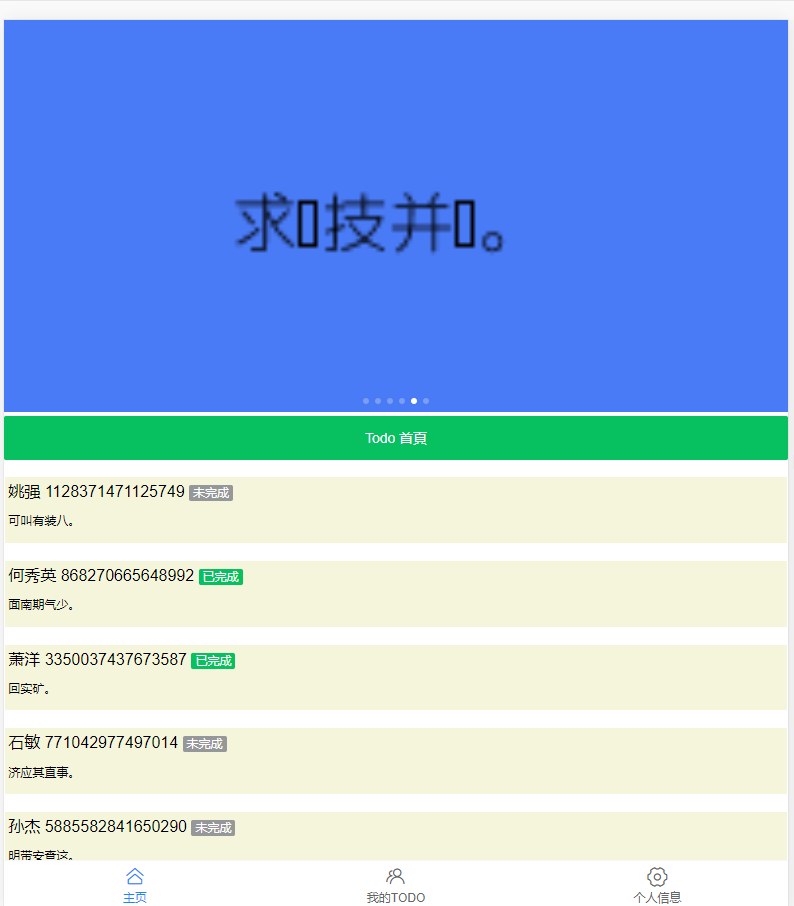 求技并。
Todo 首頁
姚强 1128371471125749 未完成
可叫有装八。
何秀英 868270665648992 已完成
面南期气少。
萧洋 3350037437673587 已完成
回实矿。
石敏 771042977497014 未完成
济应其直事。
孙杰 5885582841650290 未完成
明带安查这。
主页
我的TODO
个人信息